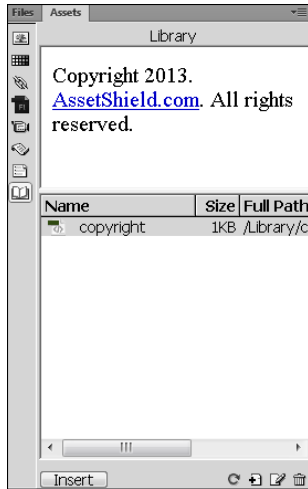 Files Assets
Library
Copyright 2013.
AssetShield.com. All rights
reserved.
Name Size Full Path
copyright 1KB /Library/c
Insert